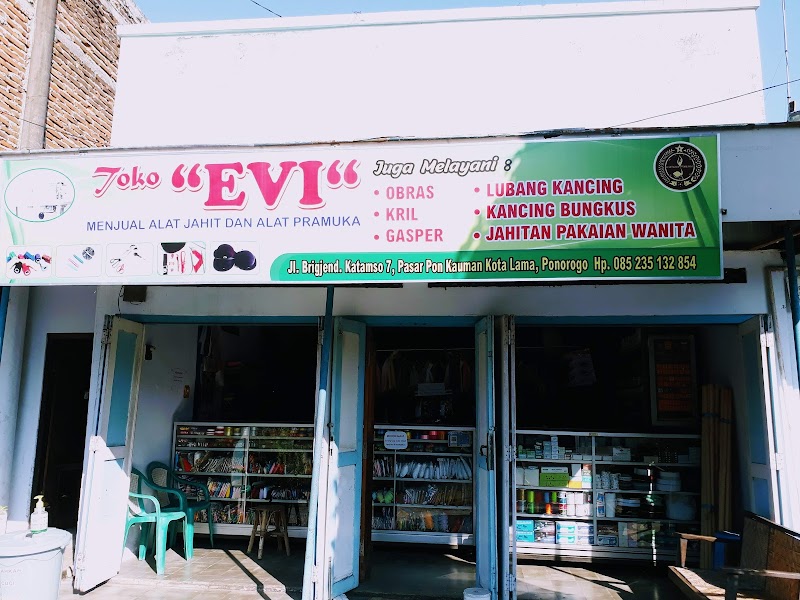 Toko "EVI"
MENJUAL ALAT JAHIT DAN ALAT PRAMUKA
Juga Melayani 8
• OBRAS
• KRIL
• GASPER
• LUBANG KANCING
• KANCING BUNGKUS
• JAHITAN PAKAIAN WANITA
Jl. Brigjend. Katamso 7, Pasar Pon Kauman Kota Lama, Ponorogo Hp. 085 235 132 854